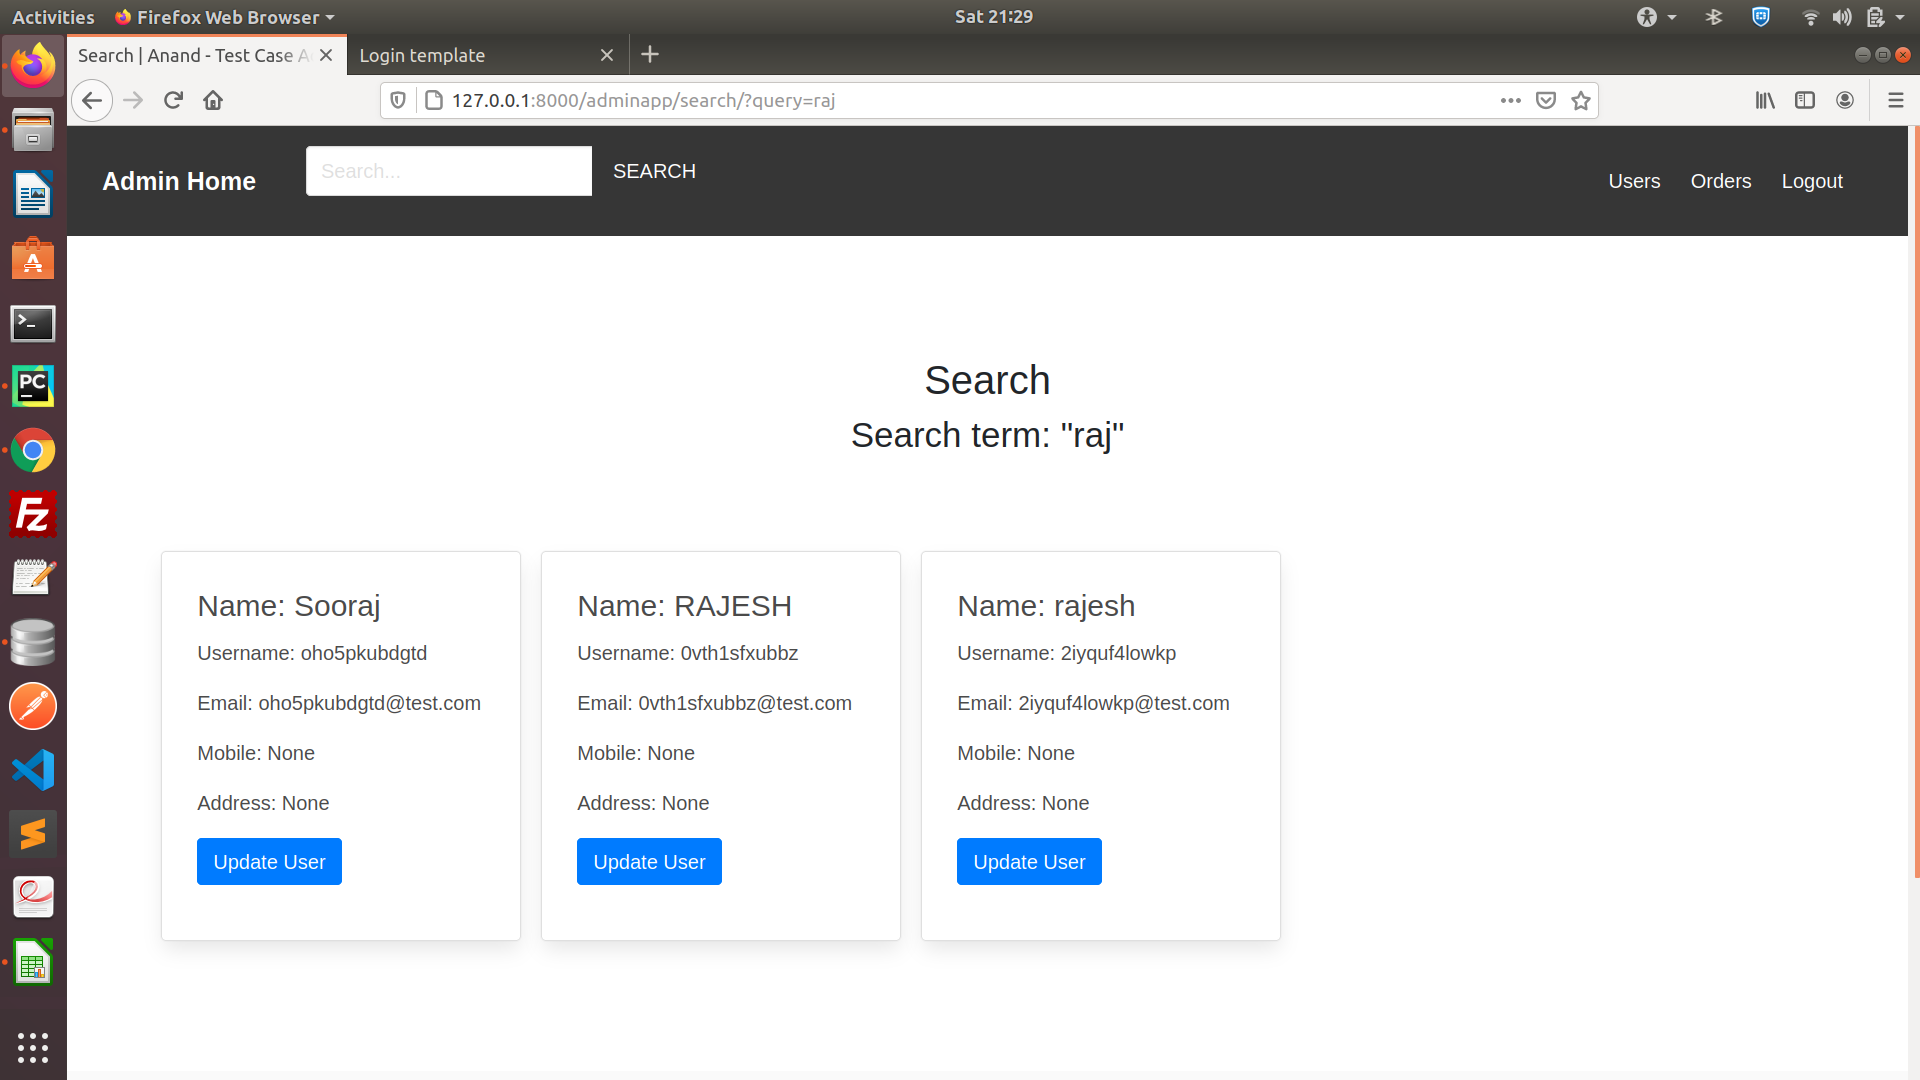 Activities Firefox Web Browser Sat 21:29
Search | Anand - Test Case A Login template
127.0.0.1:8000/adminapp/search/?query=raj
Admin Home Search... SEARCH Users Orders Logout
Search
Search term: "raj"
Name: Sooraj
Username: oho5pkubdgtd
Email: oho5pkubdgtd@test.com
Mobile: None
Address: None
Update User
Name: RAJESH
Username: 0vth1sfxubbz
Email: 0vth1sfxubbz@test.com
Mobile: None
Address: None
Update User
Name: rajesh
Username: 2iyquf4lowkp
Email: 2iyquf4lowkp@test.com
Mobile: None
Address: None
Update User
PC
Fz